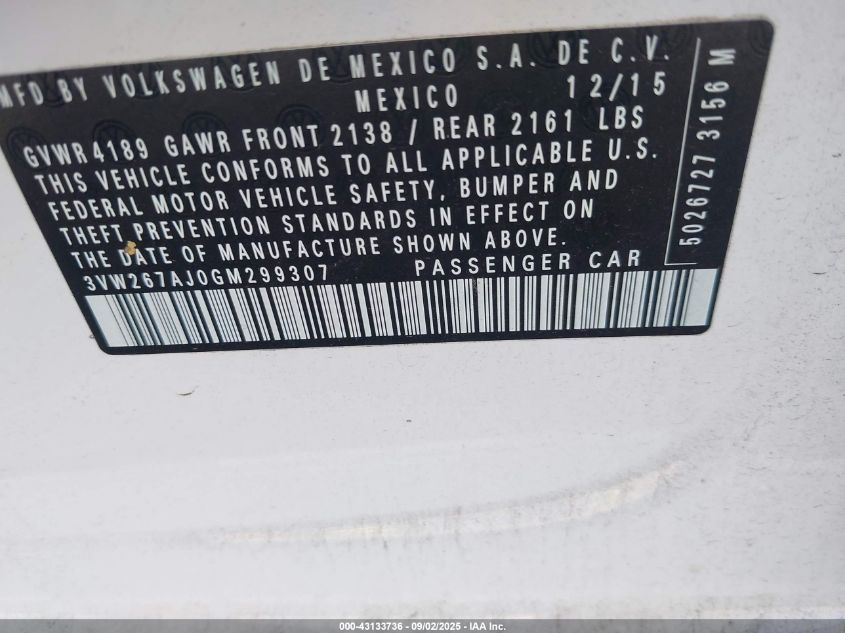 MFD BY VOLKSWAGEN DE MEXICO S.A. DE C.V.
MEXICO 12/15
GVWR 4189 GAWR FRONT 2138 / REAR 2161 LBS
THIS VEHICLE CONFORMS TO ALL APPLICABLE U.S.
FEDERAL MOTOR VEHICLE SAFETY, BUMPER AND
THEFT PREVENTION STANDARDS IN EFFECT ON
THE DATE OF MANUFACTURE SHOWN ABOVE.
3VW267AJ0GM299307 PASSENGER CAR
5026727 3156 M
000-43133736 - 09/02/2025 - IAA Inc.